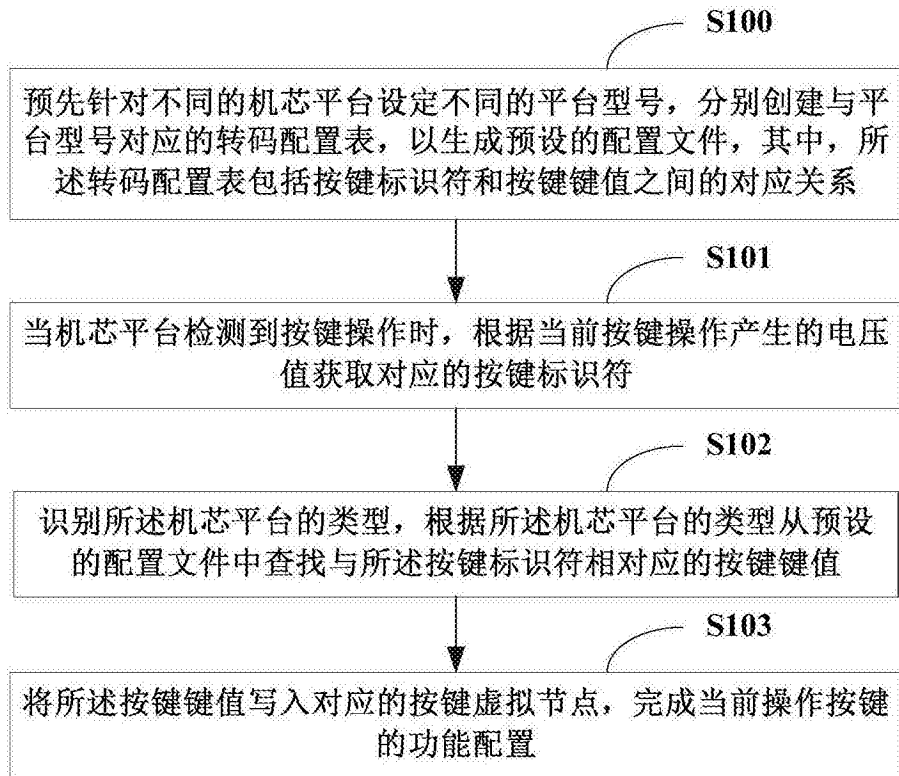 S100
预先针对不同的机芯平台设定不同的平台型号，分别创建与平
台型号对应的转码配置表，以生成预设的配置文件，其中，所
述转码配置表包括按键标识符和按键键值之间的对应关系
S101
当机芯平台检测到按键操作时，根据当前按键操作产生的电压
值获取对应的按键标识符
S102
识别所述机芯平台的类型，根据所述机芯平台的类型从预设
的配置文件中查找与所述按键标识符相对应的按键键值
S103
将所述按键键值写入对应的按键虚拟节点，完成当前操作按键
的功能配置